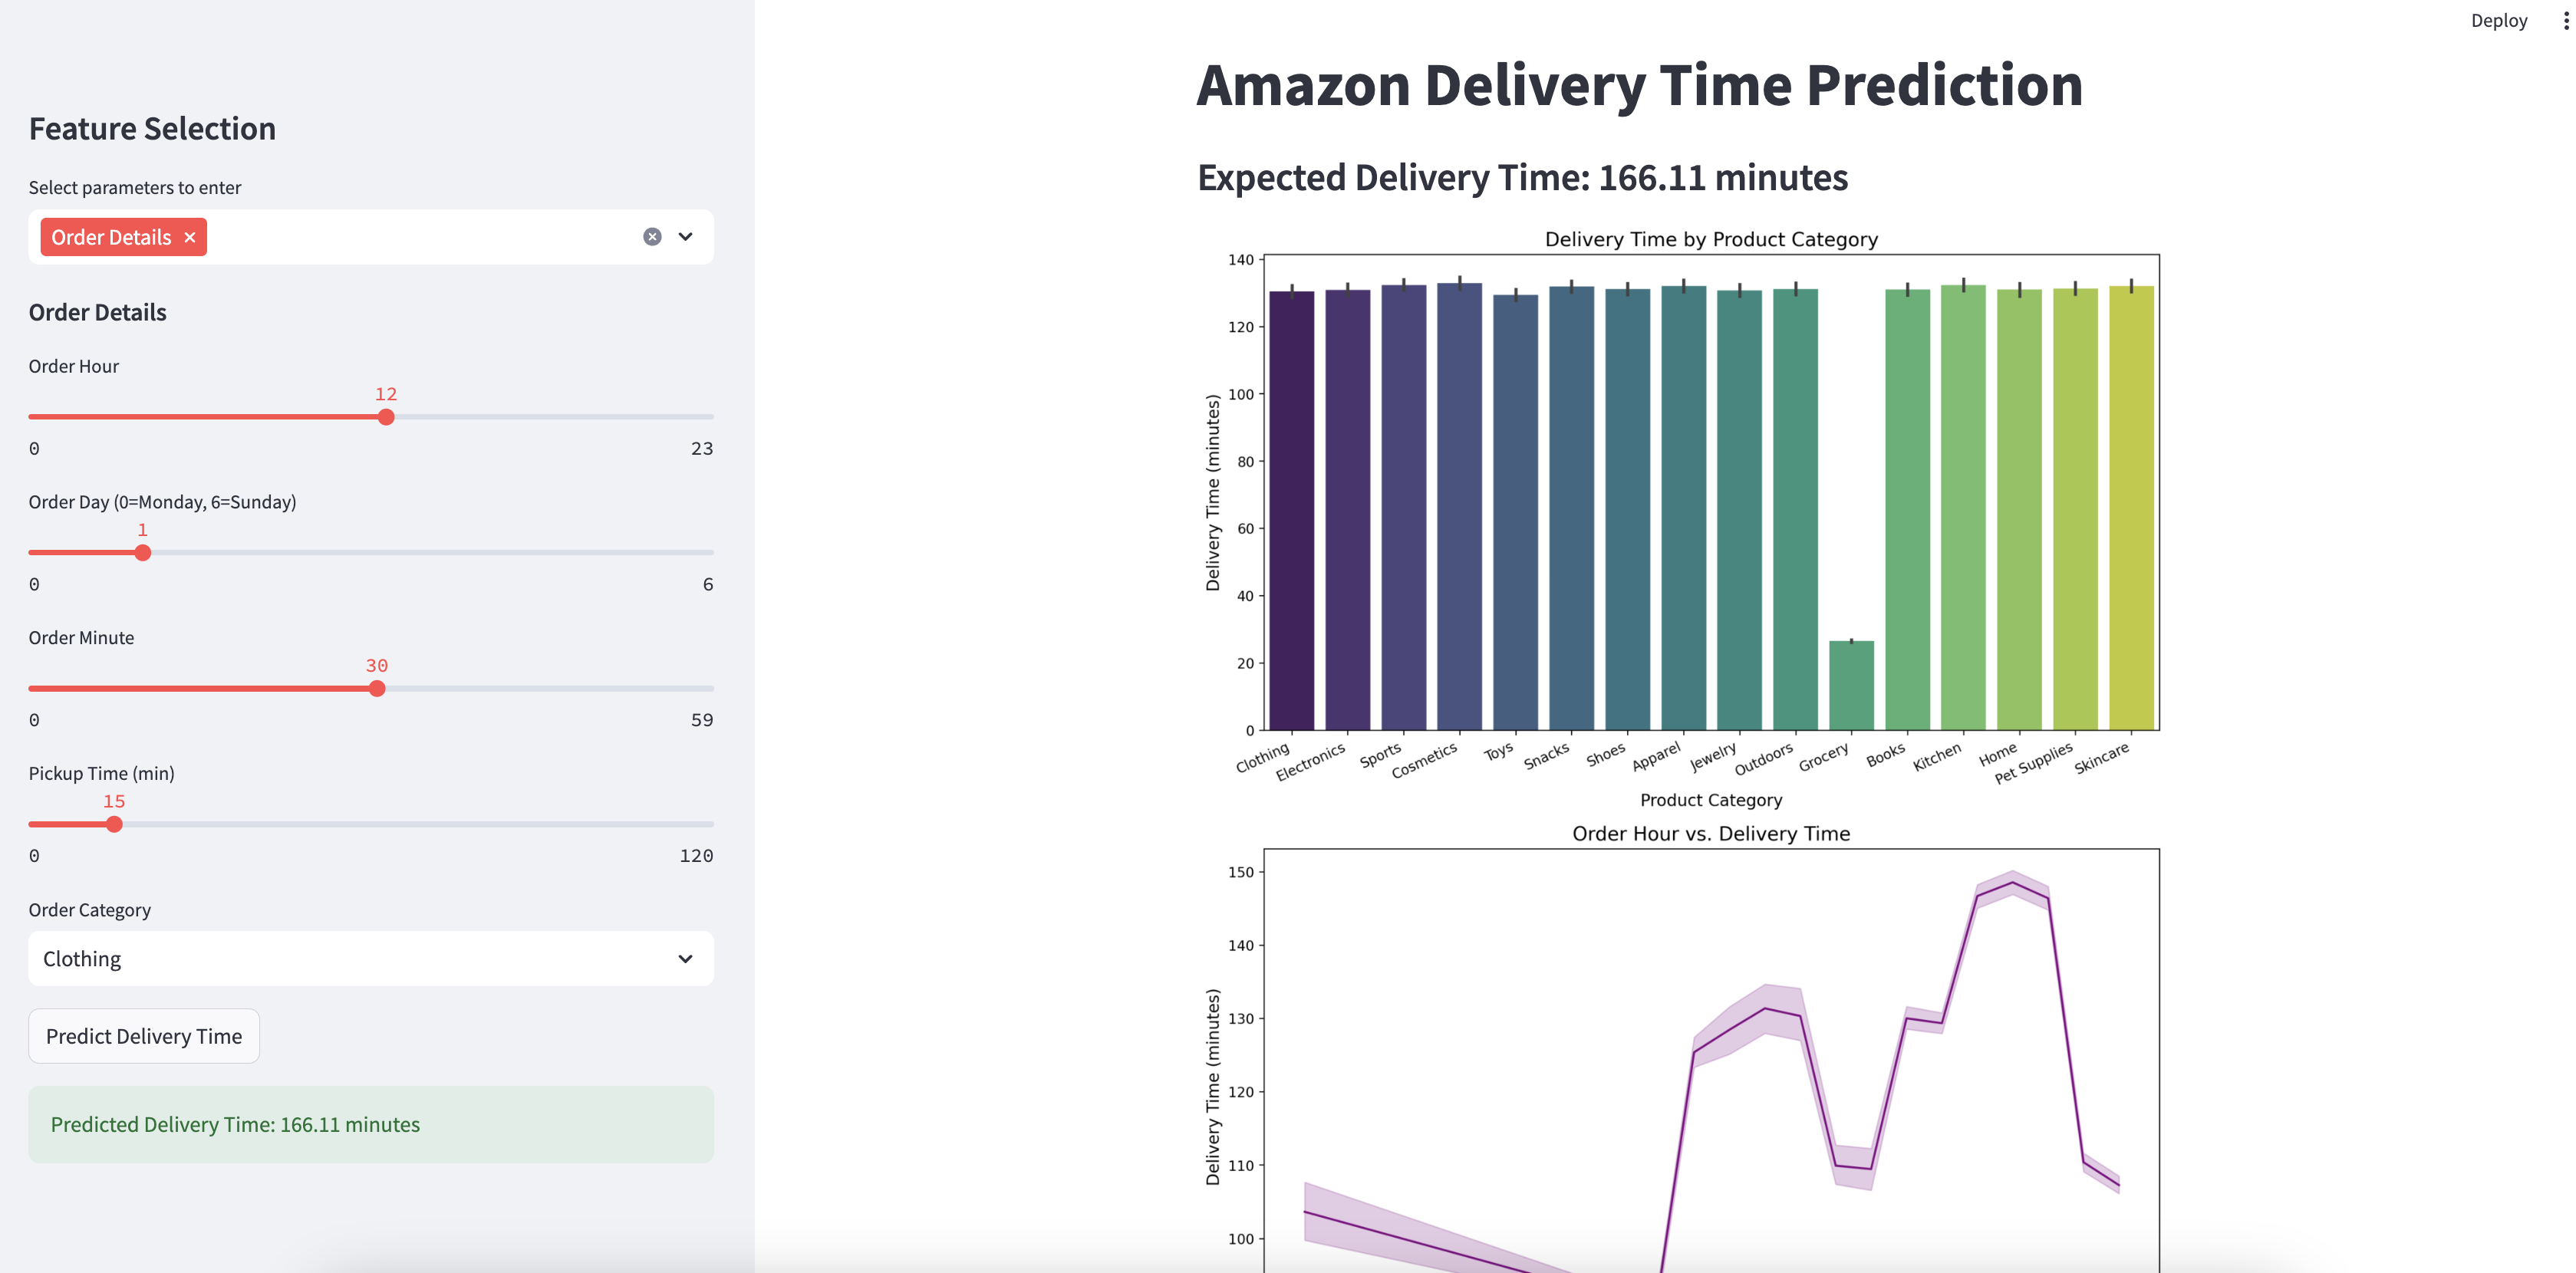 Deploy
Feature Selection
Select parameters to enter
Order Details
Order Details
Order Hour
12
0 23
Order Day (0=Monday, 6=Sunday)
1
0 6
Order Minute
30
0 59
Pickup Time (min)
15
0 120
Order Category
Clothing
Predict Delivery Time
Predicted Delivery Time: 166.11 minutes
Amazon Delivery Time Prediction
Expected Delivery Time: 166.11 minutes
Delivery Time by Product Category
Delivery Time (minutes)
140
120
100
80
60
40
20
0
Clothing
Electronics
Sports
Cosmetics
Toys
Snacks
Shoes
Apparel
Jewelry
Outdoors
Grocery
Books
Kitchen
Home
Pet Supplies
Skincare
Product Category
Order Hour vs. Delivery Time
Delivery Time (minutes)
150
140
130
120
110
100